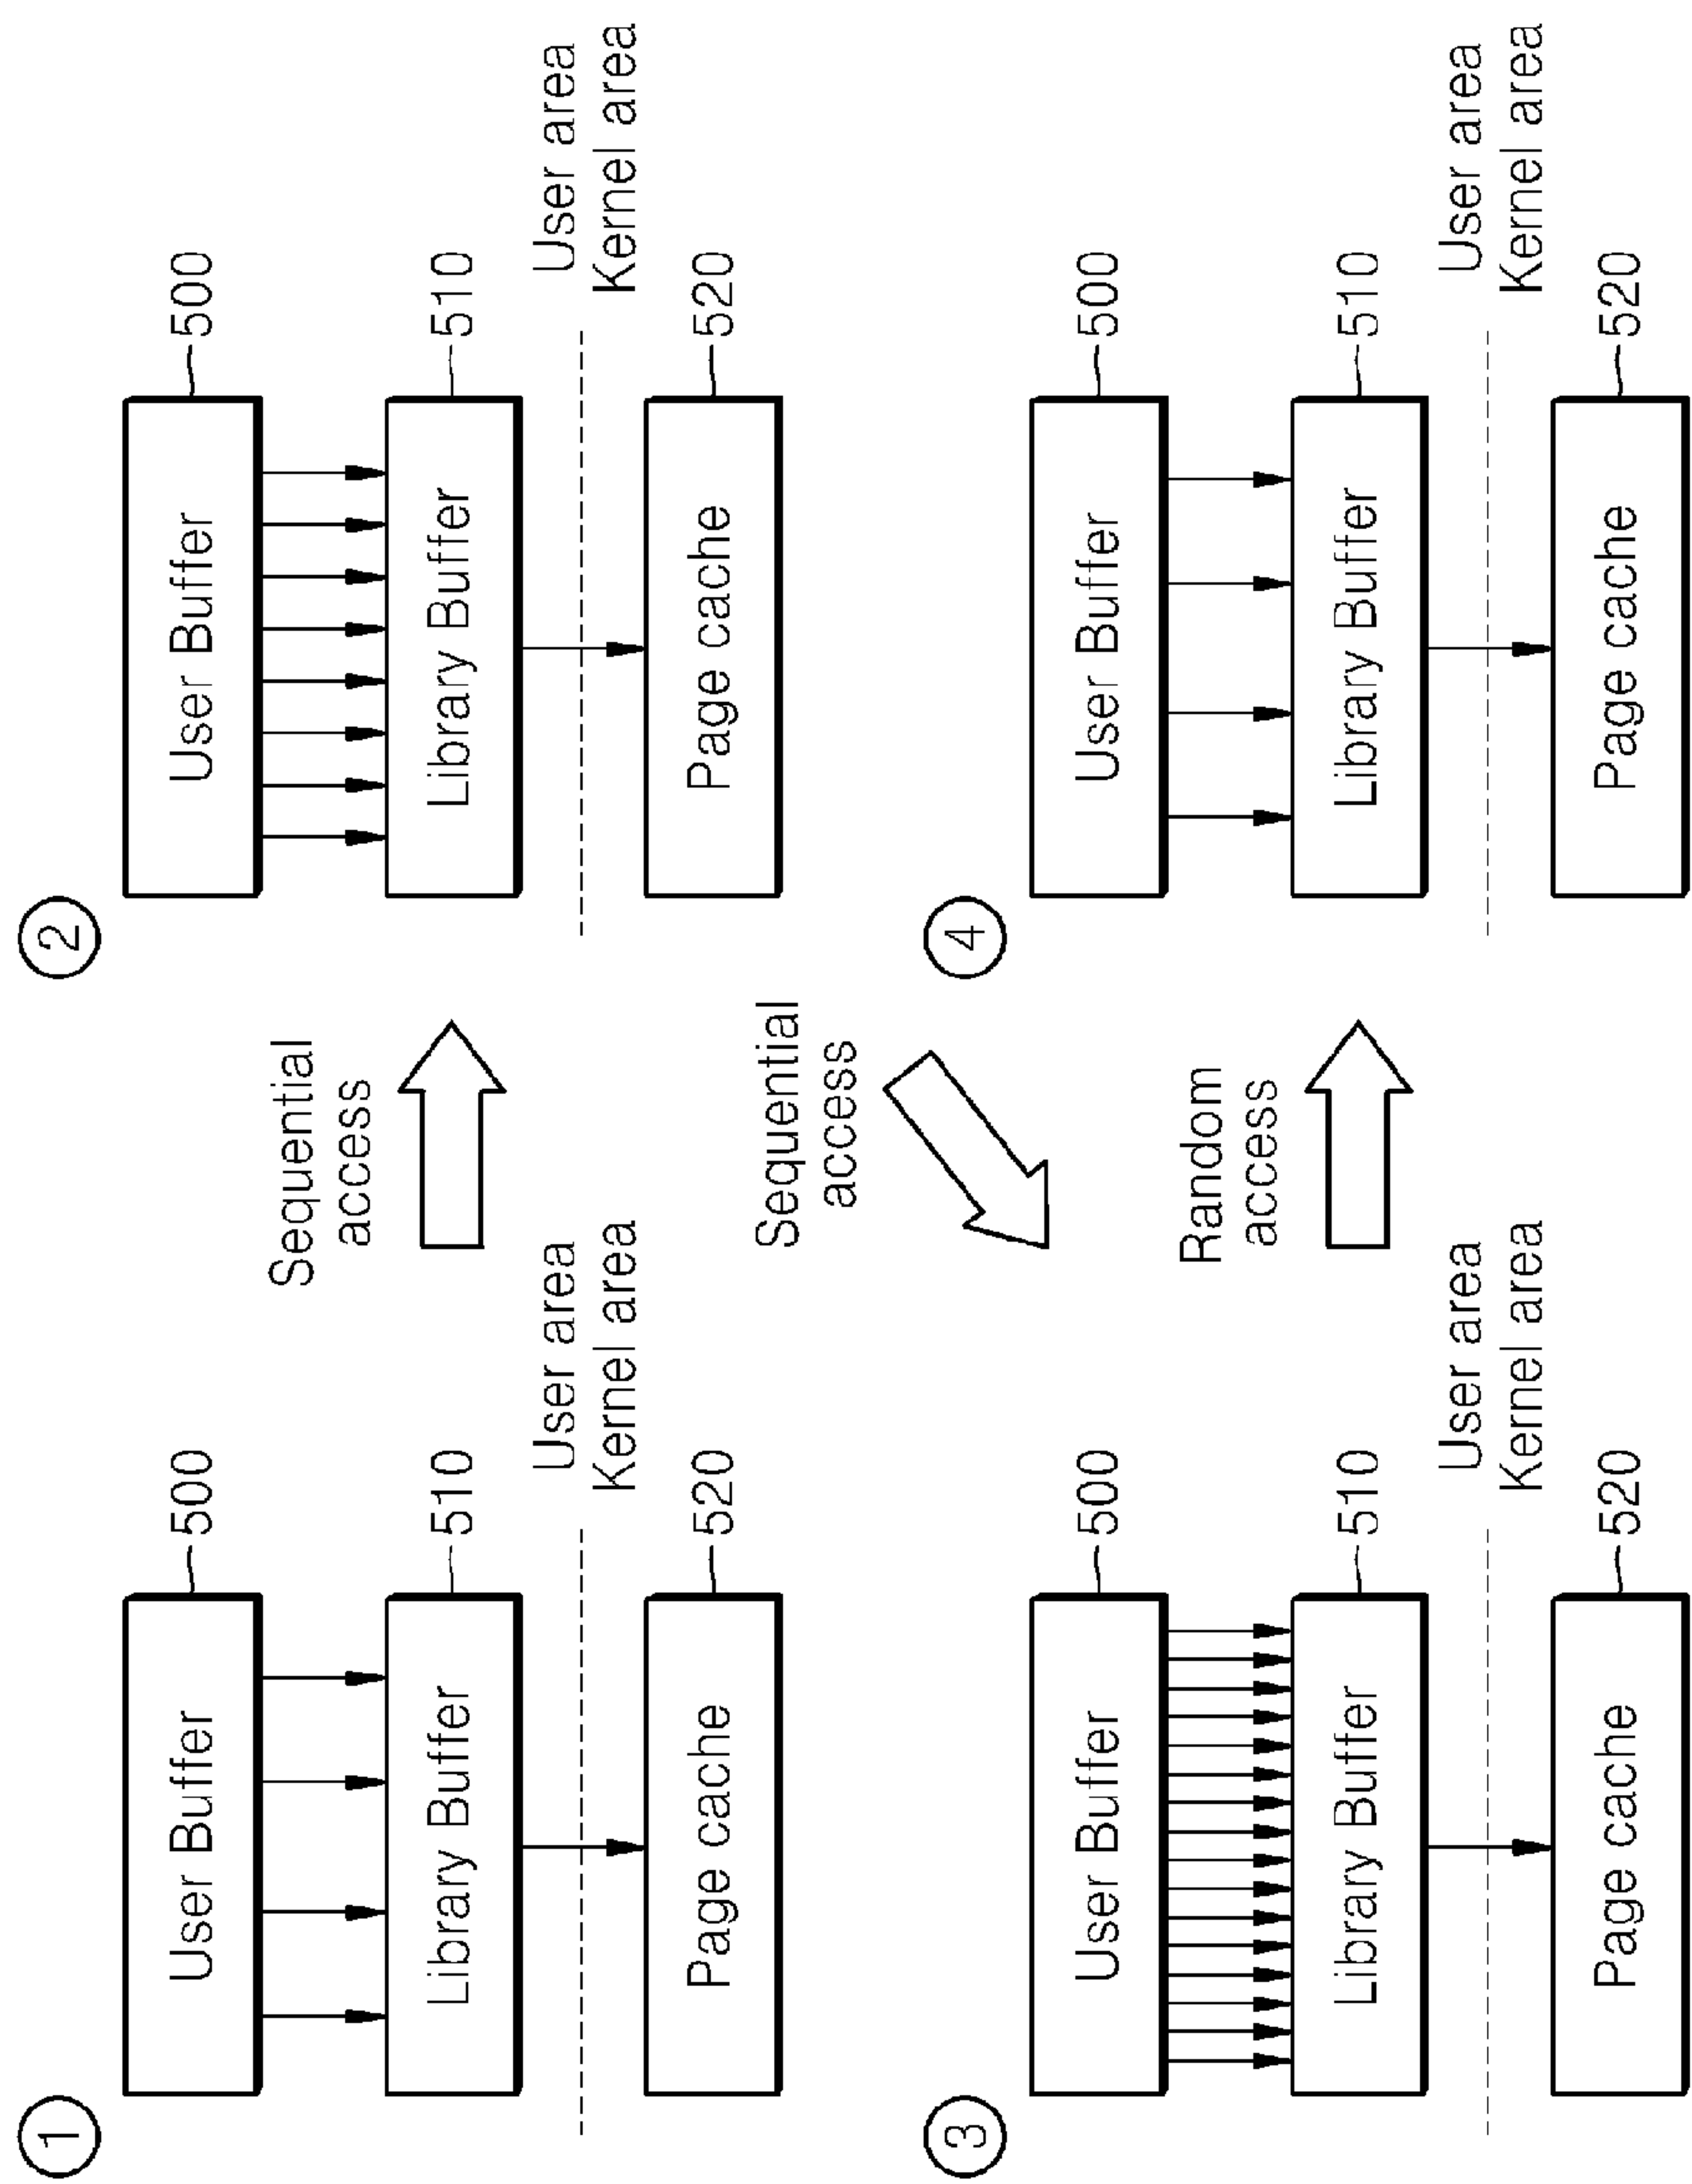 1
User Buffer
500
Library Buffer
510
User area
Kernel area
Page cache
520
Sequential
access
2
User Buffer
500
Library Buffer
510
User area
Kernel area
Page cache
520
Sequential
access
3
User Buffer
500
Library Buffer
510
User area
Kernel area
Page cache
520
Random
access
4
User Buffer
500
Library Buffer
510
User area
Kernel area
Page cache
520